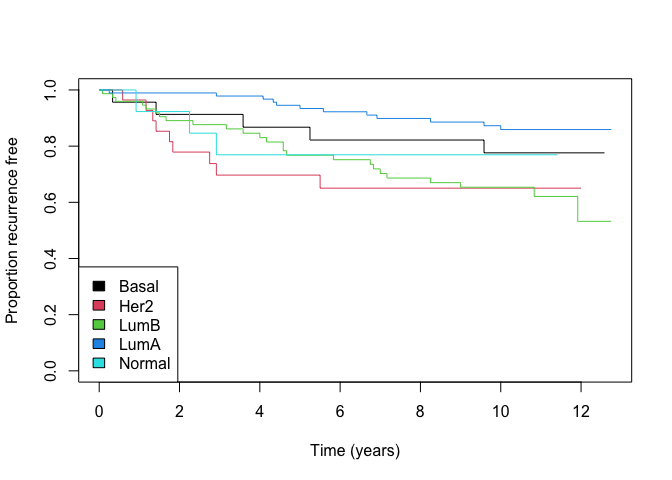 Proportion recurrence free
1.0
0.8
0.6
0.4
0.2
0.0
Basal
Her2
LumB
LumA
Normal
0 2 4 6 8 10 12
Time (years)